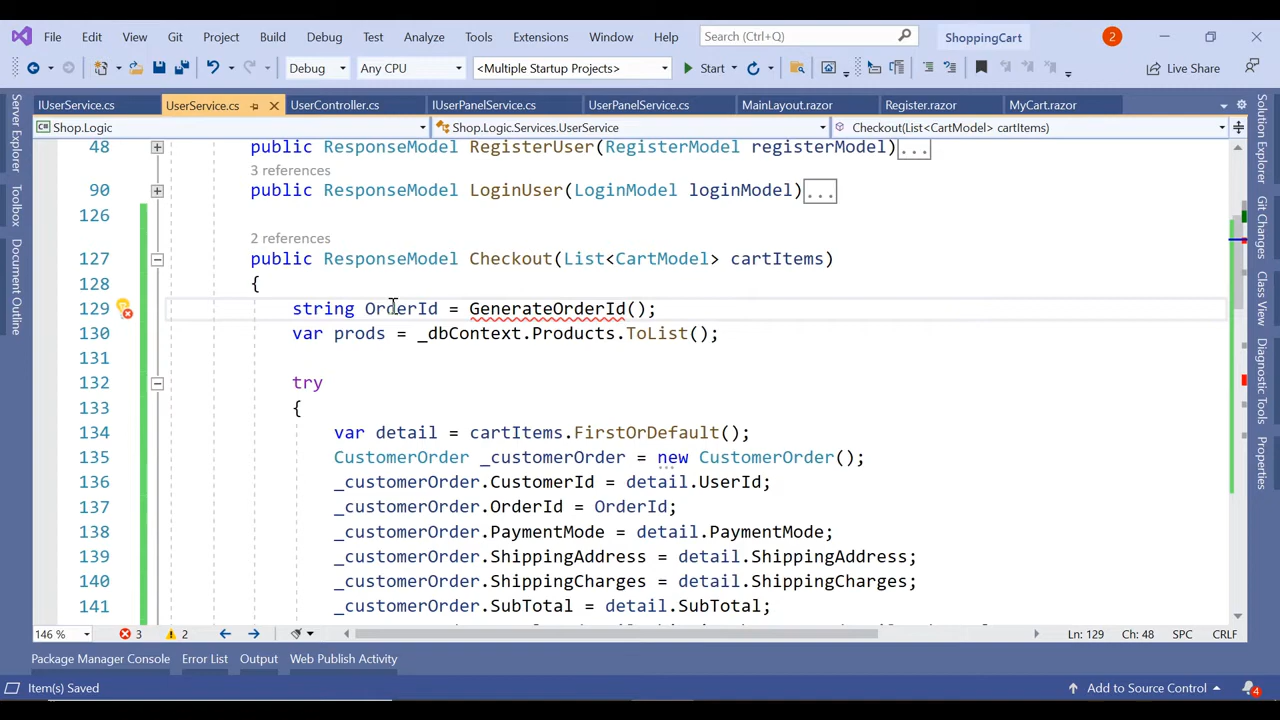 File Edit View Git Project Build Debug Test Analyze Tools Extensions Window Help Search (Ctrl+Q) ShoppingCart 2
Debug Any CPU <Multiple Startup Projects> Start Live Share
IUserService.cs UserService.cs UserController.cs IUserPanelService.cs UserPanelService.cs MainLayout.razor Register.razor MyCart.razor
Shop.Logic Shop.Logic.Services.UserService Checkout(List<CartModel> cartItems)
Server Explorer
Toolbox
Document Outline
48 public ResponseModel RegisterUser(RegisterModel registerModel)...
3 references
90 public ResponseModel LoginUser(LoginModel loginModel)...
126
2 references
127 public ResponseModel Checkout(List<CartModel> cartItems)
128 {
129 string OrderId = GenerateOrderId();
130 var prods = _dbContext.Products.ToList();
131
132 try
133 {
134 var detail = cartItems.FirstOrDefault();
135 CustomerOrder _customerOrder = new CustomerOrder();
136 _customerOrder.CustomerId = detail.UserId;
137 _customerOrder.OrderId = OrderId;
138 _customerOrder.PaymentMode = detail.PaymentMode;
139 _customerOrder.ShippingAddress = detail.ShippingAddress;
140 _customerOrder.ShippingCharges = detail.ShippingCharges;
141 _customerOrder.SubTotal = detail.SubTotal;
Solution Explorer
Git Changes
Class View
Diagnostic Tools
Properties
146 % 3 2 Ln: 129 Ch: 48 SPC CRLF
Package Manager Console Error List Output Web Publish Activity
Item(s) Saved Add to Source Control 4